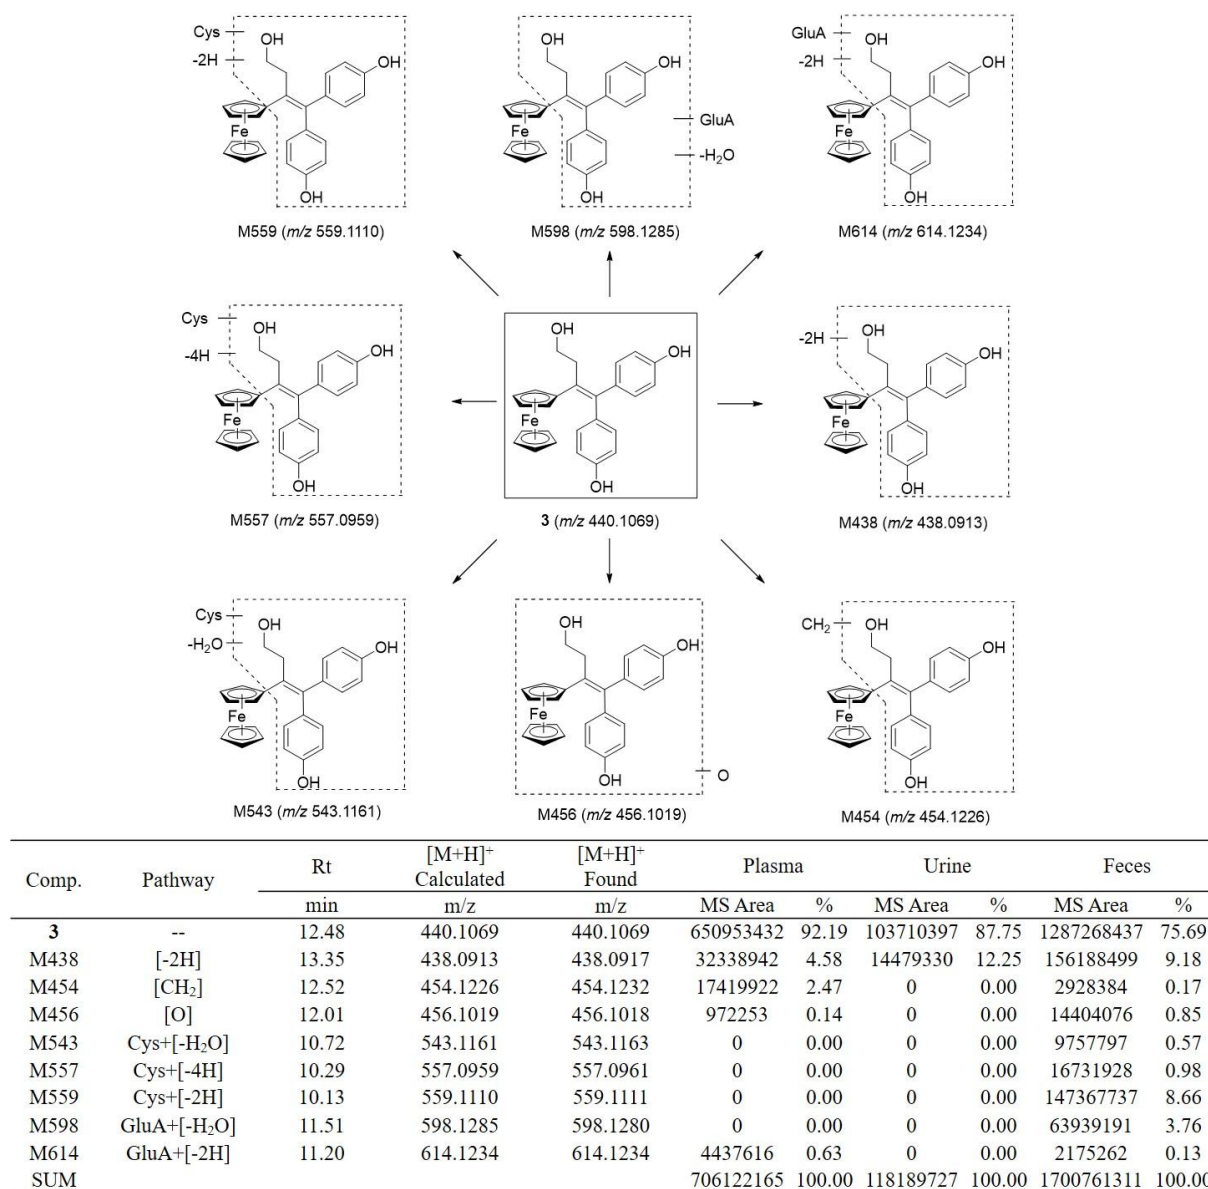 Cys
-2H
OH
OH
Fe
OH
M559 (m/z 559.1110)
OH
OH
Fe
GluA
-H₂O
OH
M598 (m/z 598.1285)
GluA
-2H
OH
OH
Fe
OH
M614 (m/z 614.1234)
Cys
-4H
OH
OH
Fe
OH
M557 (m/z 557.0959)
OH
OH
Fe
OH
3 (m/z 440.1069)
-2H
OH
OH
Fe
OH
M438 (m/z 438.0913)
Cys
-H₂O
OH
OH
Fe
OH
M543 (m/z 543.1161)
OH
OH
Fe
OH
O
M456 (m/z 456.1019)
CH₂
OH
OH
Fe
OH
M454 (m/z 454.1226)
Comp. Pathway Rt [M+H]⁺ Calculated [M+H]⁺ Found Plasma Urine Feces
min m/z m/z MS Area % MS Area % MS Area %
3 -- 12.48 440.1069 440.1069 650953432 92.19 103710397 87.75 1287268437 75.69
M438 [-2H] 13.35 438.0913 438.0917 32338942 4.58 14479330 12.25 156188499 9.18
M454 [CH₂] 12.52 454.1226 454.1232 17419922 2.47 0 0.00 2928384 0.17
M456 [O] 12.01 456.1019 456.1018 972253 0.14 0 0.00 14404076 0.85
M543 Cys+[-H₂O] 10.72 543.1161 543.1163 0 0.00 0 0.00 9757797 0.57
M557 Cys+[-4H] 10.29 557.0959 557.0961 0 0.00 0 0.00 16731928 0.98
M559 Cys+[-2H] 10.13 559.1110 559.1111 0 0.00 0 0.00 147367737 8.66
M598 GluA+[-H₂O] 11.51 598.1285 598.1280 0 0.00 0 0.00 63939191 3.76
M614 GluA+[-2H] 11.20 614.1234 614.1234 4437616 0.63 0 0.00 2175262 0.13
SUM 706122165 100.00 118189727 100.00 1700761311 100.00